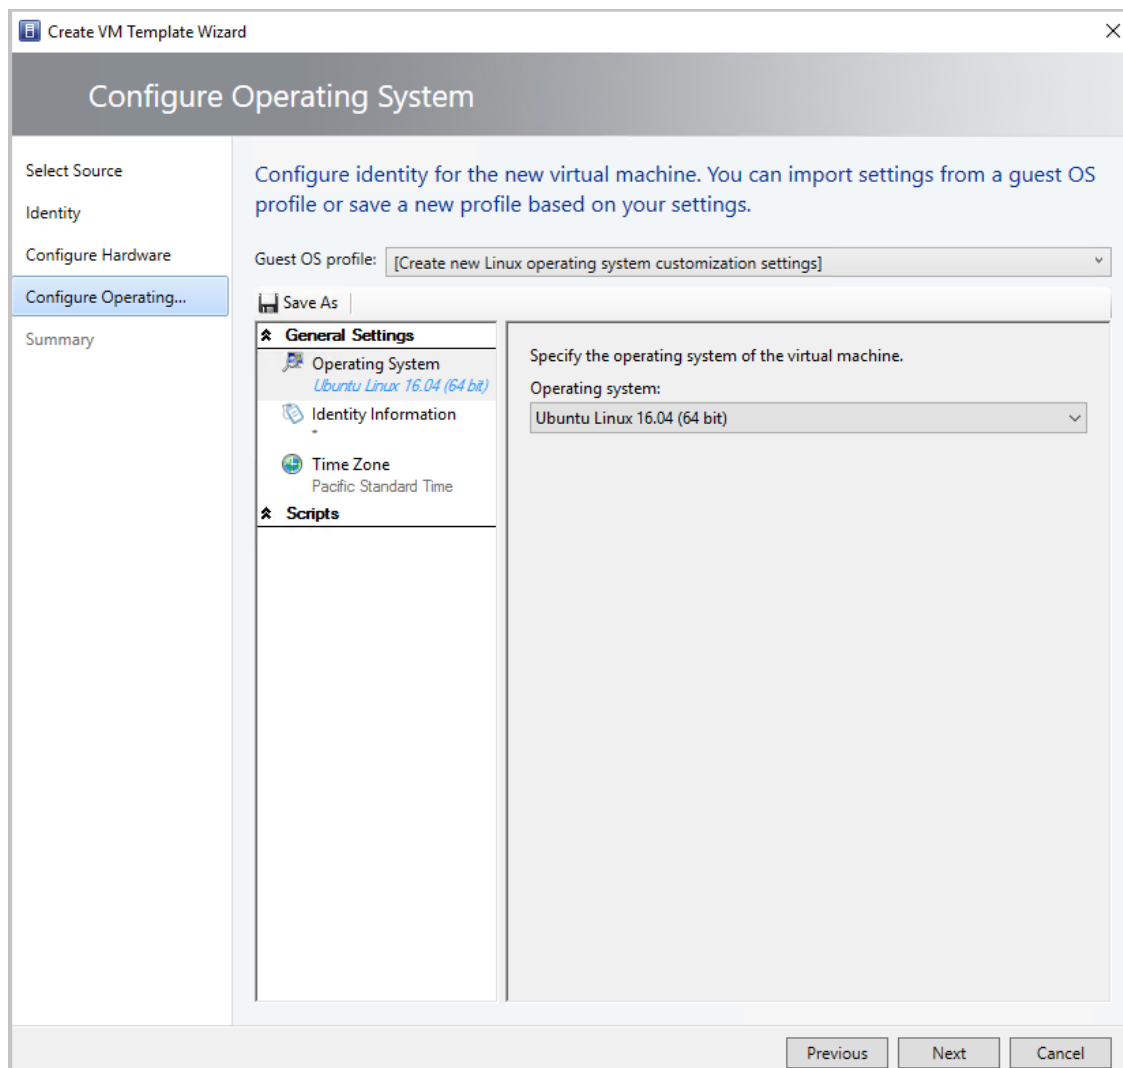 Create VM Template Wizard
Configure Operating System
Select Source
Identity
Configure Hardware
Configure Operating...
Summary
Configure identity for the new virtual machine. You can import settings from a guest OS
profile or save a new profile based on your settings.
Guest OS profile: [Create new Linux operating system customization settings]
Save As
General Settings
Operating System
Ubuntu Linux 16.04 (64 bit)
Identity Information
*
Time Zone
Pacific Standard Time
Scripts
Specify the operating system of the virtual machine.
Operating system:
Ubuntu Linux 16.04 (64 bit)
Previous Next Cancel